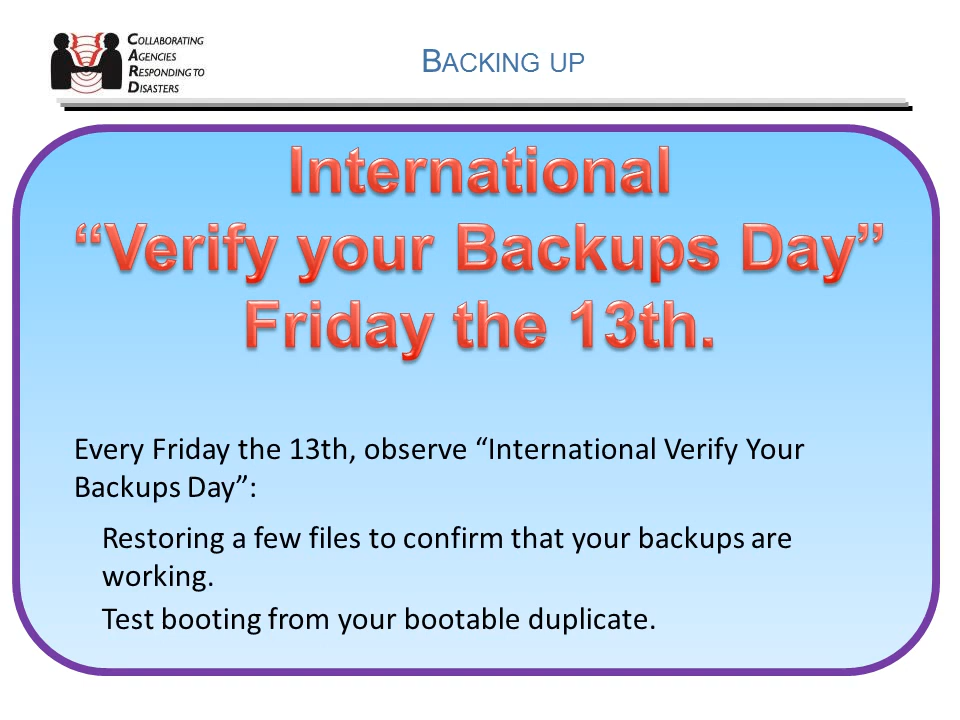 COLLABORATING
AGENCIES
RESPONDING TO
DISASTERS
BACKING UP
International
“Verify your Backups Day”
Friday the 13th.
Every Friday the 13th, observe “International Verify Your
Backups Day”:
Restoring a few files to confirm that your backups are
working.
Test booting from your bootable duplicate.